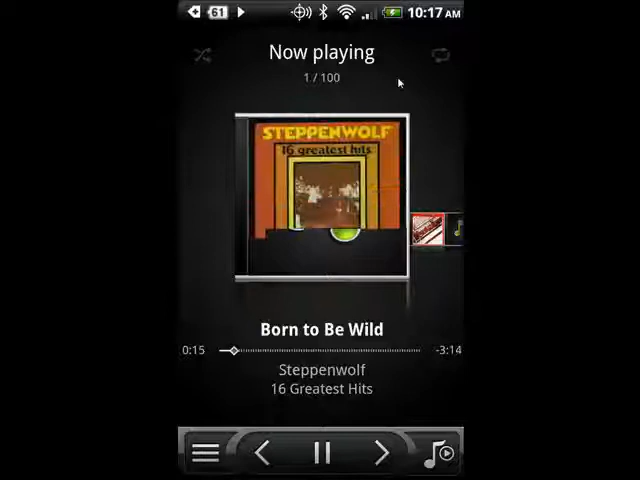 61
10:17 AM
Now playing
1 / 100
STEPPENWOLF
16 greatest hits
Born to Be Wild
0:15
-3:14
Steppenwolf
16 Greatest Hits